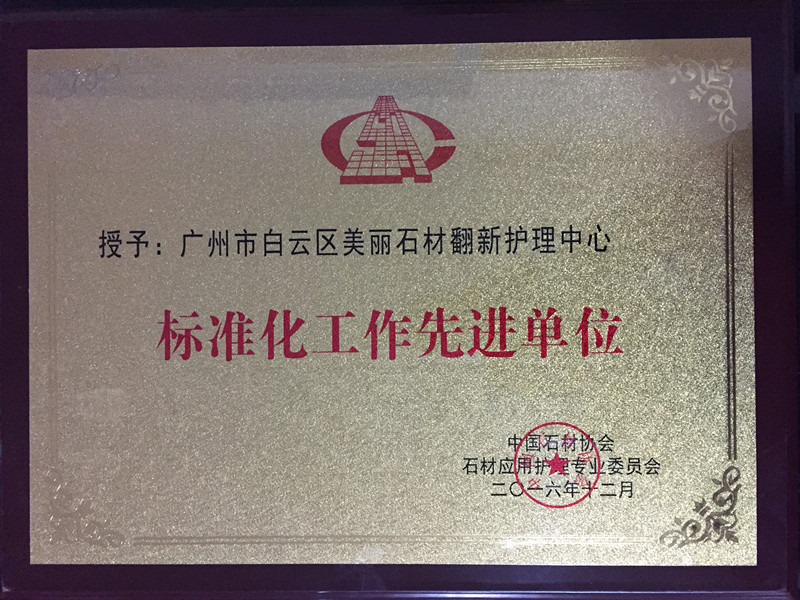 授予：广州市白云区美丽石材翻新护理中心
标准化工作先进单位
中国石材协会
石材应用护理专业委员会
二〇一六年十二月